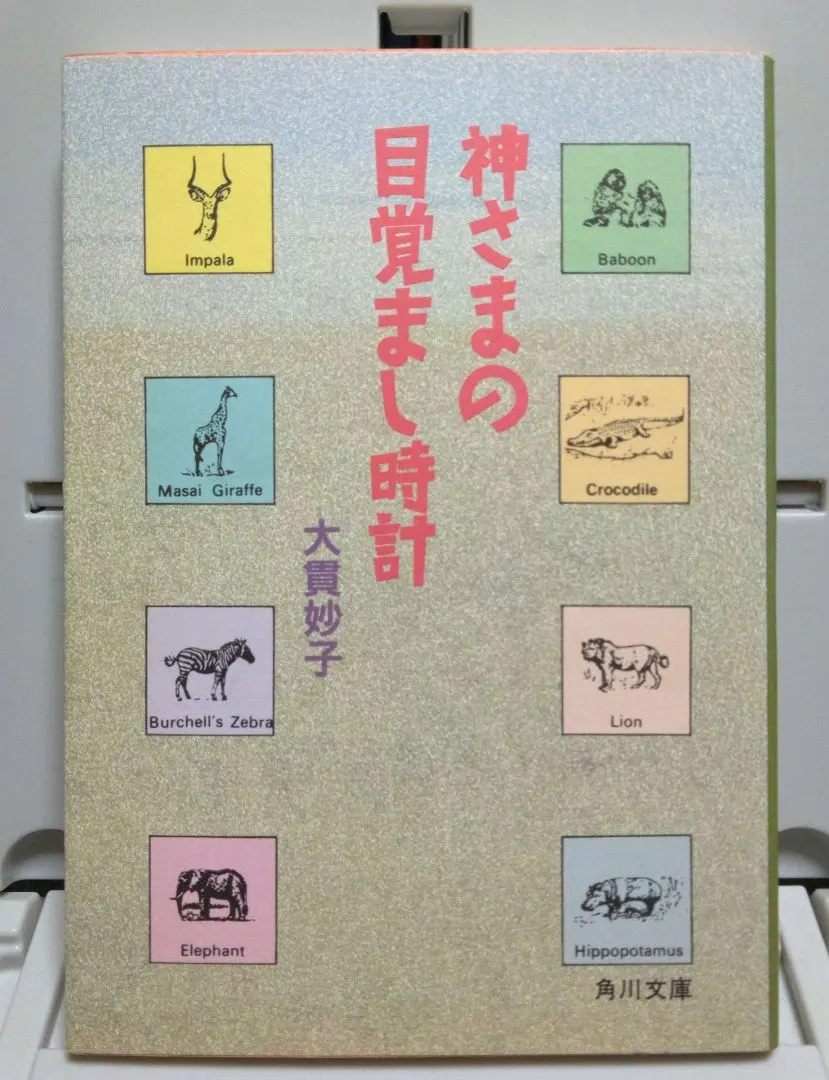 神さまの
目覚まし時計
大貫妙子
Impala
Baboon
Masai Giraffe
Crocodile
Burchell's Zebra
Lion
Elephant
Hippopotamus
角川文庫